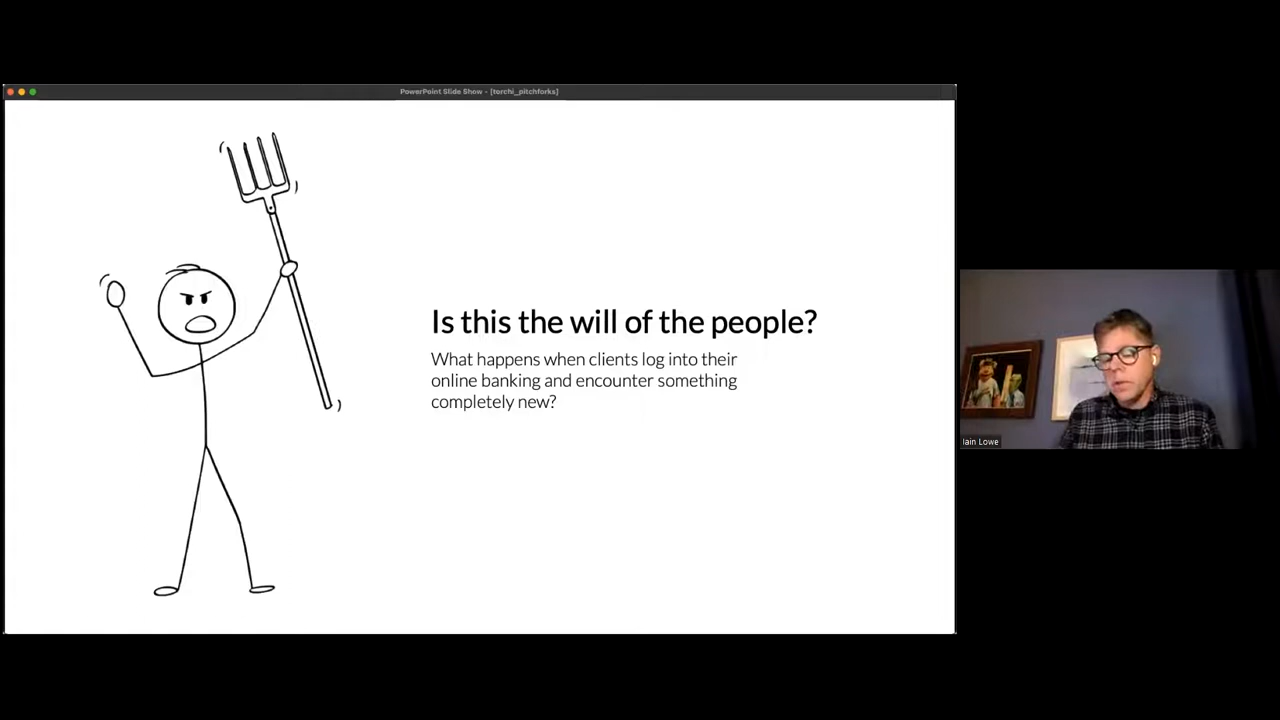 PowerPoint Slide Show - [torchi_pitchforks]
Is this the will of the people?
What happens when clients log into their
online banking and encounter something
completely new?
Iain Lowe